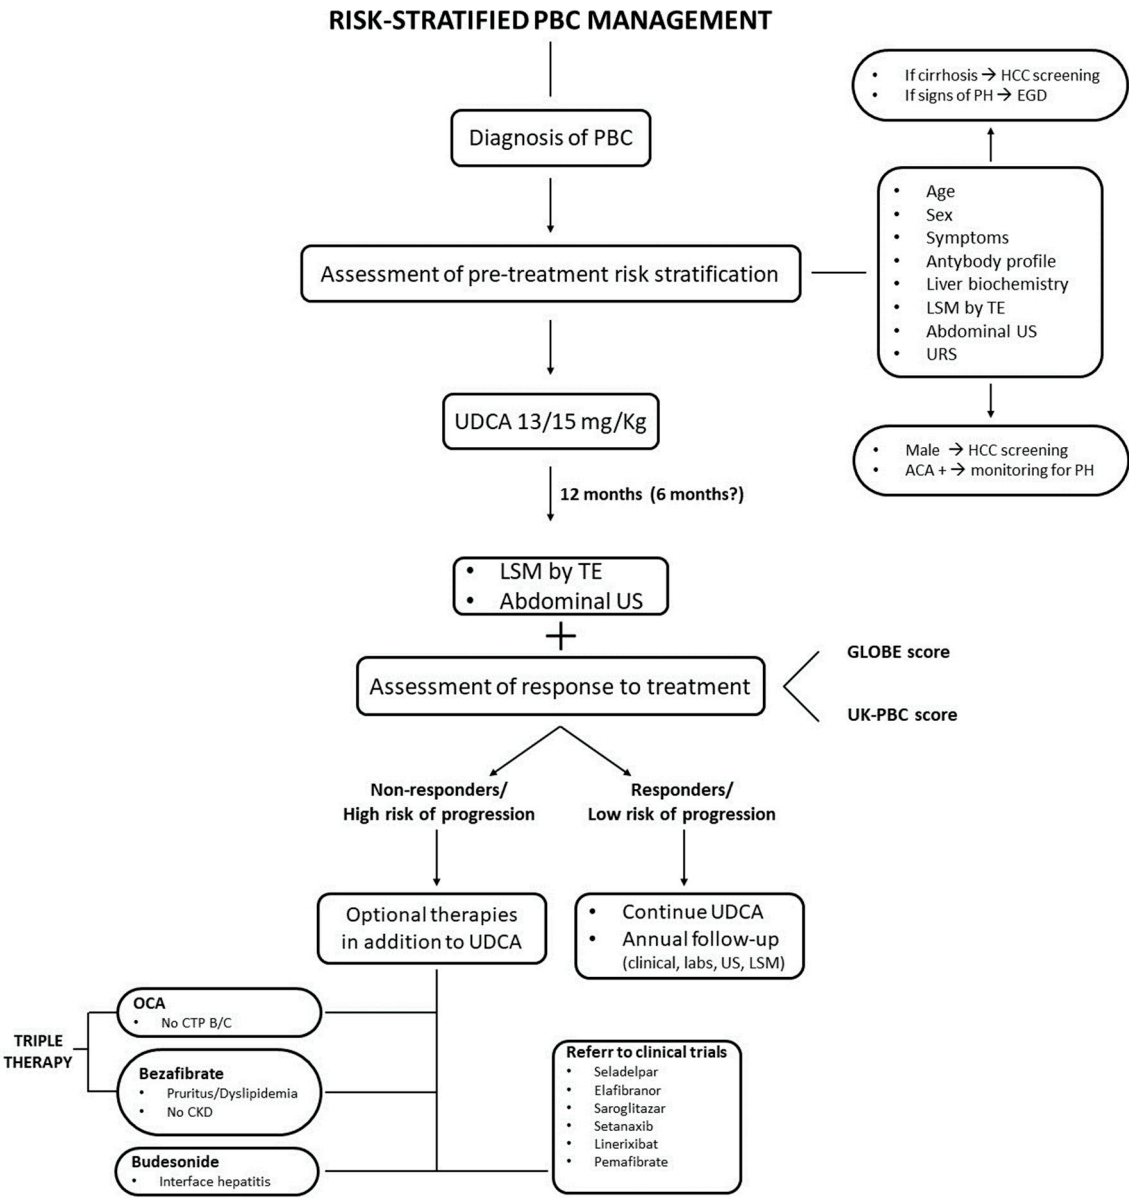 RISK-STRATIFIED PBC MANAGEMENT
• If cirrhosis → HCC screening
• If signs of PH → EGD
Diagnosis of PBC
• Age
• Sex
• Symptoms
• Antybody profile
• Liver biochemistry
• LSM by TE
• Abdominal US
• URS
Assessment of pre-treatment risk stratification
UDCA 13/15 mg/Kg
• Male → HCC screening
• ACA + → monitoring for PH
12 months (6 months?)
• LSM by TE
• Abdominal US
+
Assessment of response to treatment
GLOBE score
UK-PBC score
Non-responders/
High risk of progression
Responders/
Low risk of progression
Optional therapies
in addition to UDCA
• Continue UDCA
• Annual follow-up
(clinical, labs, US, LSM)
TRIPLE
THERAPY
OCA
• No CTP B/C
Bezafibrate
• Pruritus/Dyslipidemia
• No CKD
Budesonide
• Interface hepatitis
Referr to clinical trials
• Seladelpar
• Elafibranor
• Saroglitazar
• Setanaxib
• Linerixibat
• Pemafibrate